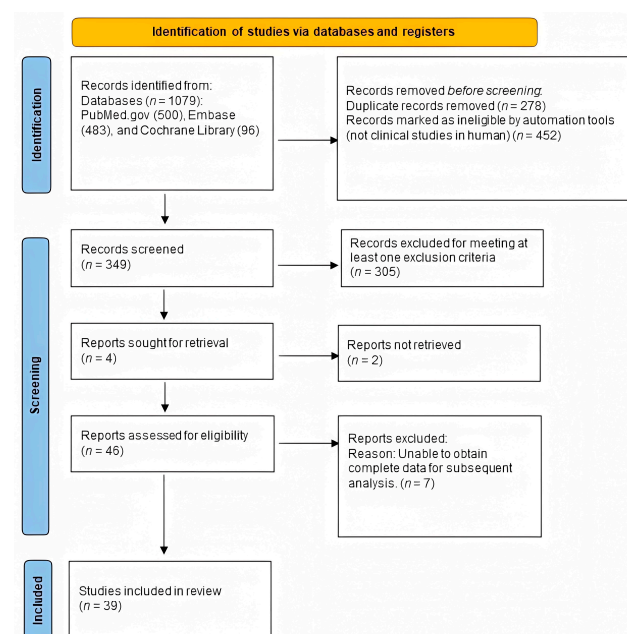 Identification of studies via databases and registers
Identification
Records identified from:
Databases (n = 1079):
PubMed.gov (500), Embase
(483), and Cochrane Library (96)
Records removed before screening:
Duplicate records removed (n = 278)
Records marked as ineligible by automation tools
(not clinical studies in human) (n = 452)
Screening
Records screened
(n = 349)
Records excluded for meeting at
least one exclusion criteria
(n = 305)
Reports sought for retrieval
(n = 4)
Reports not retrieved
(n = 2)
Reports assessed for eligibility
(n = 46)
Reports excluded:
Reason: Unable to obtain
complete data for subsequent
analysis. (n = 7)
Included
Studies included in review
(n = 39)